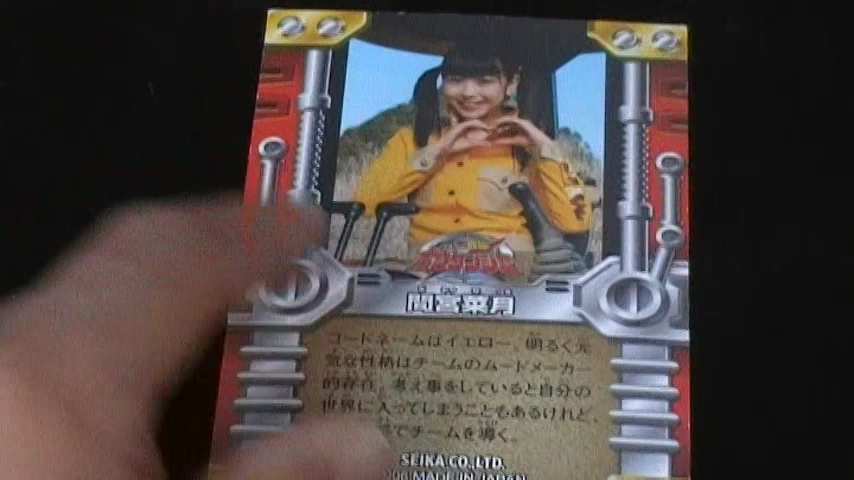 間宮菜月
コードネームはイエロー。明るく元
気な性格はチームのムードメーカー
的存在。考え事をしていると自分の
世界に入ってしまうこともあるけれど、
でチームを導く。
SEIKA CO.,LTD.
MADE IN JAPAN